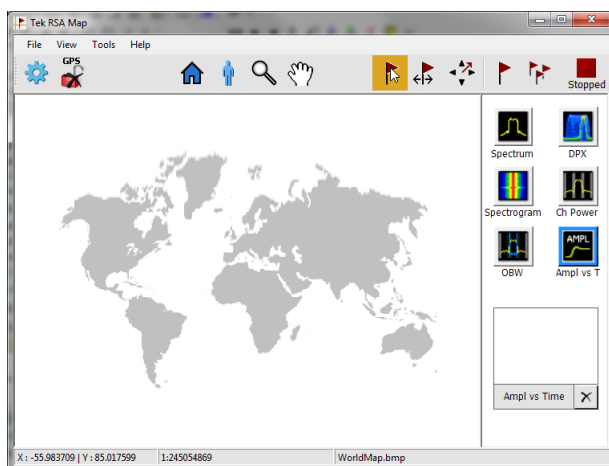 Tek RSA Map
File View Tools Help
GPS
Stopped
Spectrum DPX
Spectrogram Ch Power
AMPL
OBW Ampl vs T
Ampl vs Time
X : -55.983709 | Y : 85.017599 1:245054869 WorldMap.bmp